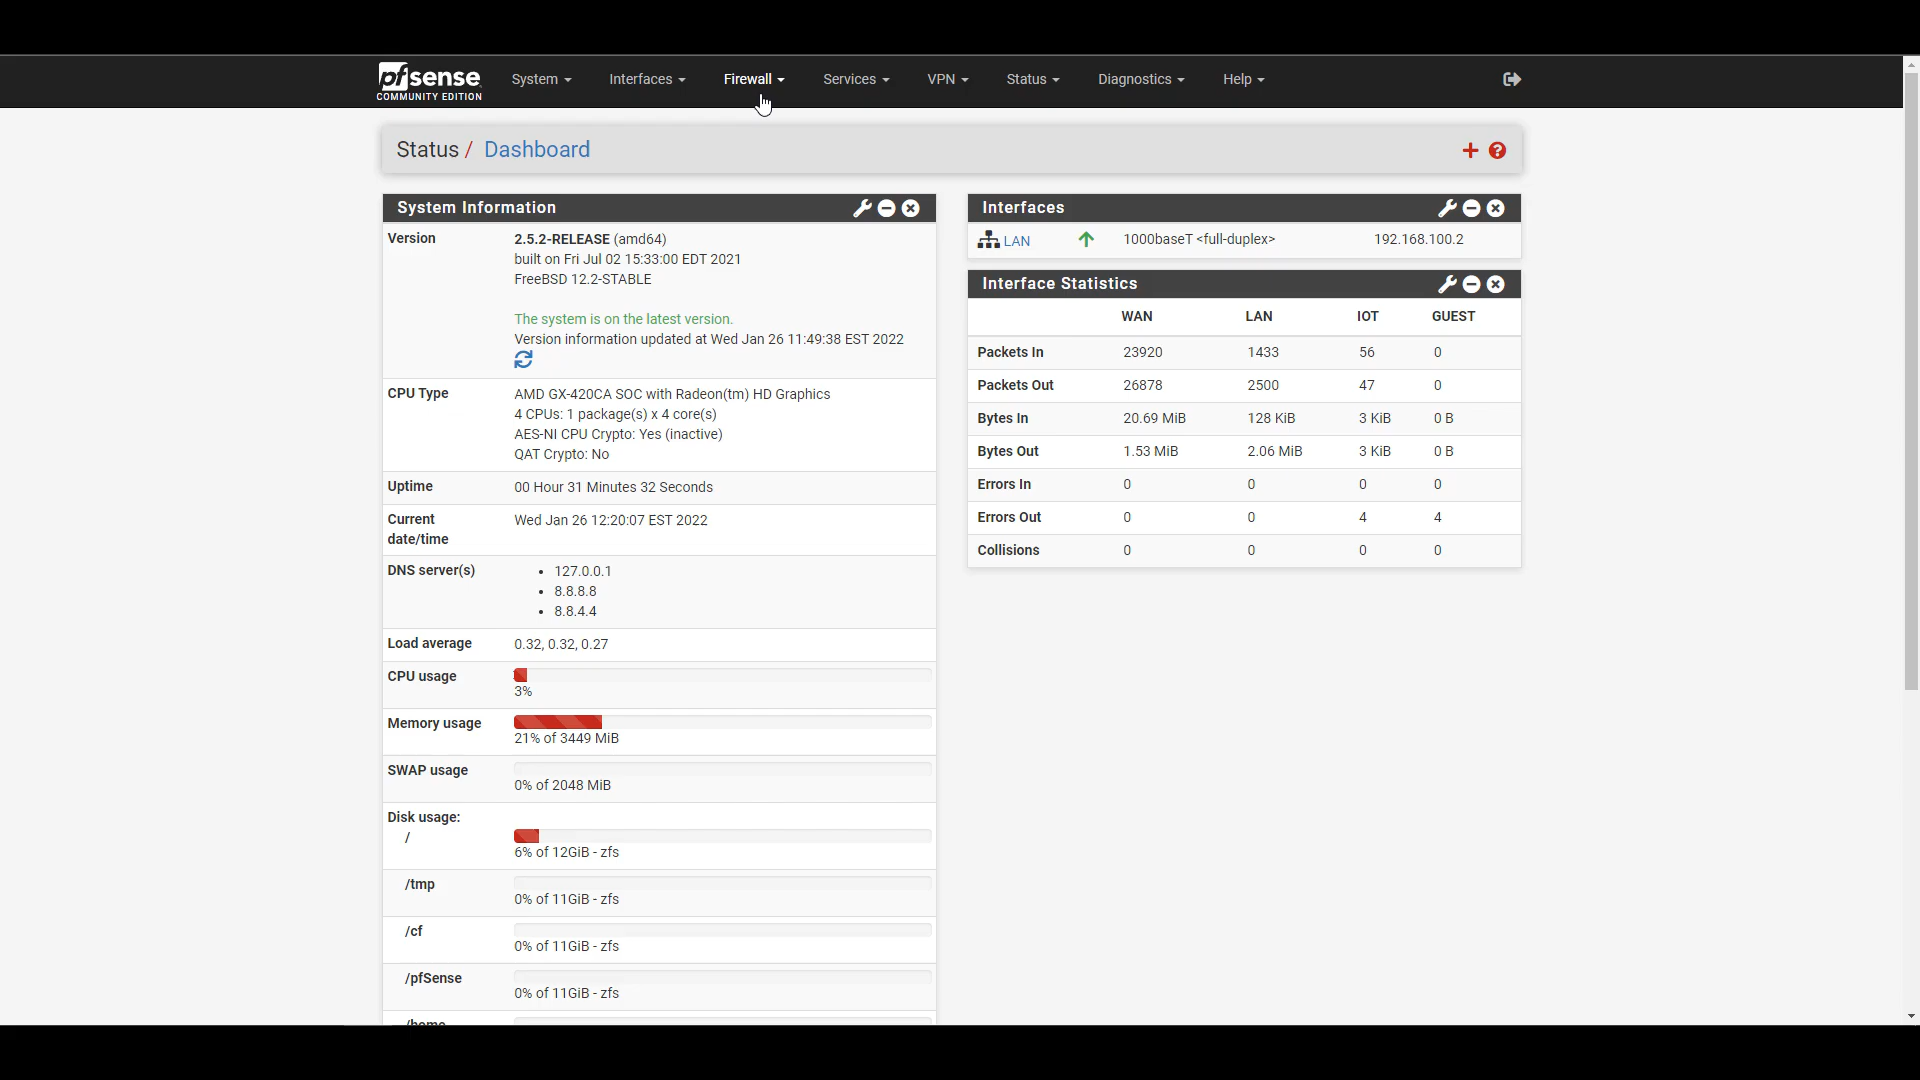 pfsense
COMMUNITY EDITION
System
Interfaces
Firewall
Services
VPN
Status
Diagnostics
Help
Status / Dashboard
System Information
Version
2.5.2-RELEASE (amd64)
built on Fri Jul 02 15:33:00 EDT 2021
FreeBSD 12.2-STABLE
The system is on the latest version.
Version information updated at Wed Jan 26 11:49:38 EST 2022
CPU Type
AMD GX-420CA SOC with Radeon(tm) HD Graphics
4 CPUs: 1 package(s) x 4 core(s)
AES-NI CPU Crypto: Yes (inactive)
QAT Crypto: No
Uptime
00 Hour 31 Minutes 32 Seconds
Current
date/time
Wed Jan 26 12:20:07 EST 2022
DNS server(s)
• 127.0.0.1
• 8.8.8.8
• 8.8.4.4
Load average
0.32, 0.32, 0.27
CPU usage
3%
Memory usage
21% of 3449 MiB
SWAP usage
0% of 2048 MiB
Disk usage:
/
6% of 12GiB - zfs
/tmp
0% of 11GiB - zfs
/cf
0% of 11GiB - zfs
/pfSense
0% of 11GiB - zfs
/home
Interfaces
LAN 1000baseT <full-duplex> 192.168.100.2
Interface Statistics
WAN LAN IOT GUEST
Packets In 23920 1433 56 0
Packets Out 26878 2500 47 0
Bytes In 20.69 MiB 128 KiB 3 KiB 0 B
Bytes Out 1.53 MiB 2.06 MiB 3 KiB 0 B
Errors In 0 0 0 0
Errors Out 0 0 4 4
Collisions 0 0 0 0